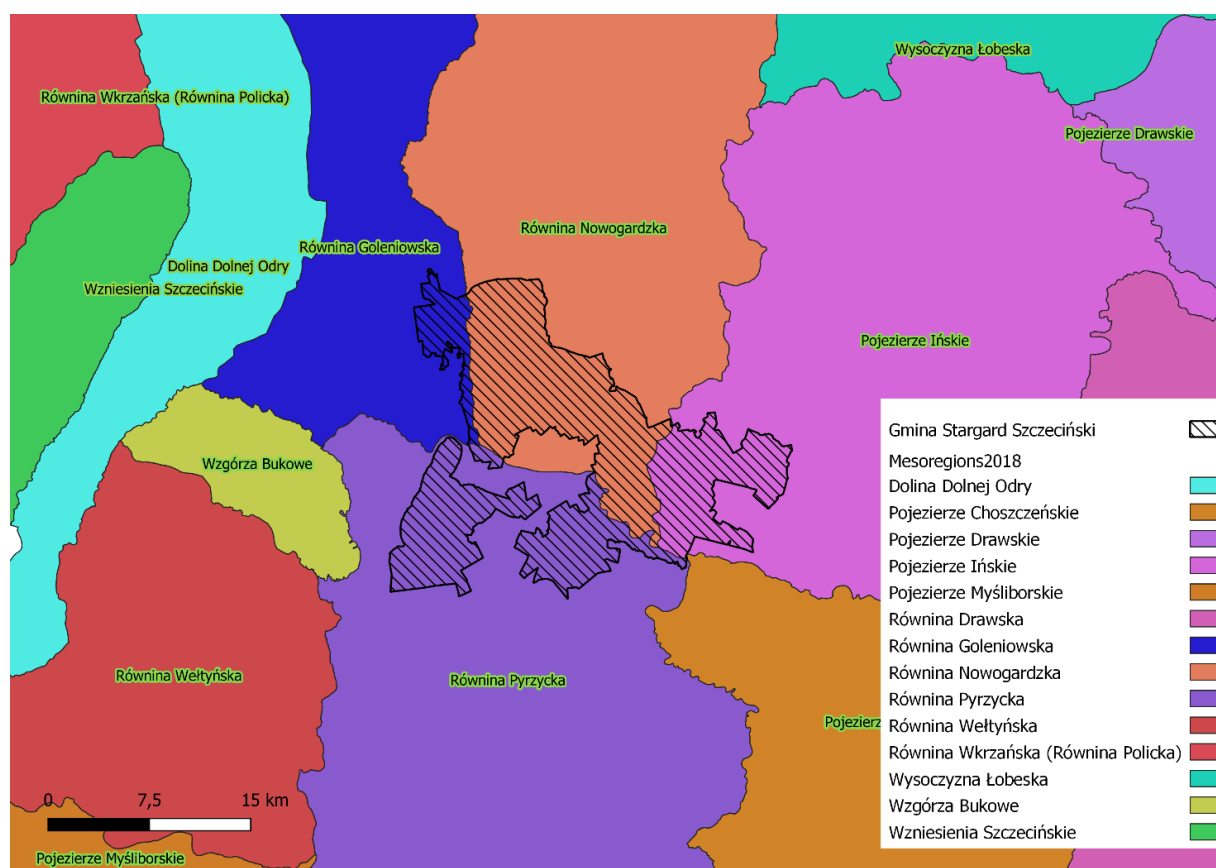 Wysoczyzna Łobeska
Równina Wkrzańska (Równina Policka)
Pojezierze Drawskie
Równina Nowogardzka
Równina Goleniowska
Dolina Dolnej Odry
Wzniesienia Szczecińskie
Pojezierze Ińskie
Wzgórza Bukowe
Równina Wełtyńska
Równina Pyrzycka
Pojezierz
0 7,5 15 km
Pojezierze Myśliborskie
Gmina Stargard Szczeciński
Mesoregions2018
Dolina Dolnej Odry
Pojezierze Choszczeńskie
Pojezierze Drawskie
Pojezierze Ińskie
Pojezierze Myśliborskie
Równina Drawska
Równina Goleniowska
Równina Nowogardzka
Równina Pyrzycka
Równina Wełtyńska
Równina Wkrzańska (Równina Policka)
Wysoczyzna Łobeska
Wzgórza Bukowe
Wzniesienia Szczecińskie